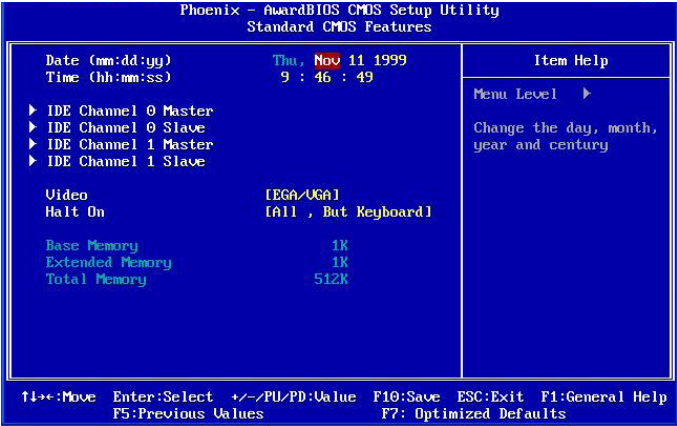 Phoenix - AwardBIOS CMOS Setup Utility
Standard CMOS Features
Date (mm:dd:yy) Thu, Nov 11 1999
Time (hh:mm:ss) 9 : 46 : 49
IDE Channel 0 Master
IDE Channel 0 Slave
IDE Channel 1 Master
IDE Channel 1 Slave
Video [EGA/VGA]
Halt On [All , But Keyboard]
Base Memory 1K
Extended Memory 1K
Total Memory 512K
Item Help
Menu Level ▶
Change the day, month,
year and century
↑↓→←:Move Enter:Select +/-/PU/PD:Value F10:Save ESC:Exit F1:General Help
F5:Previous Values F7: Optimized Defaults